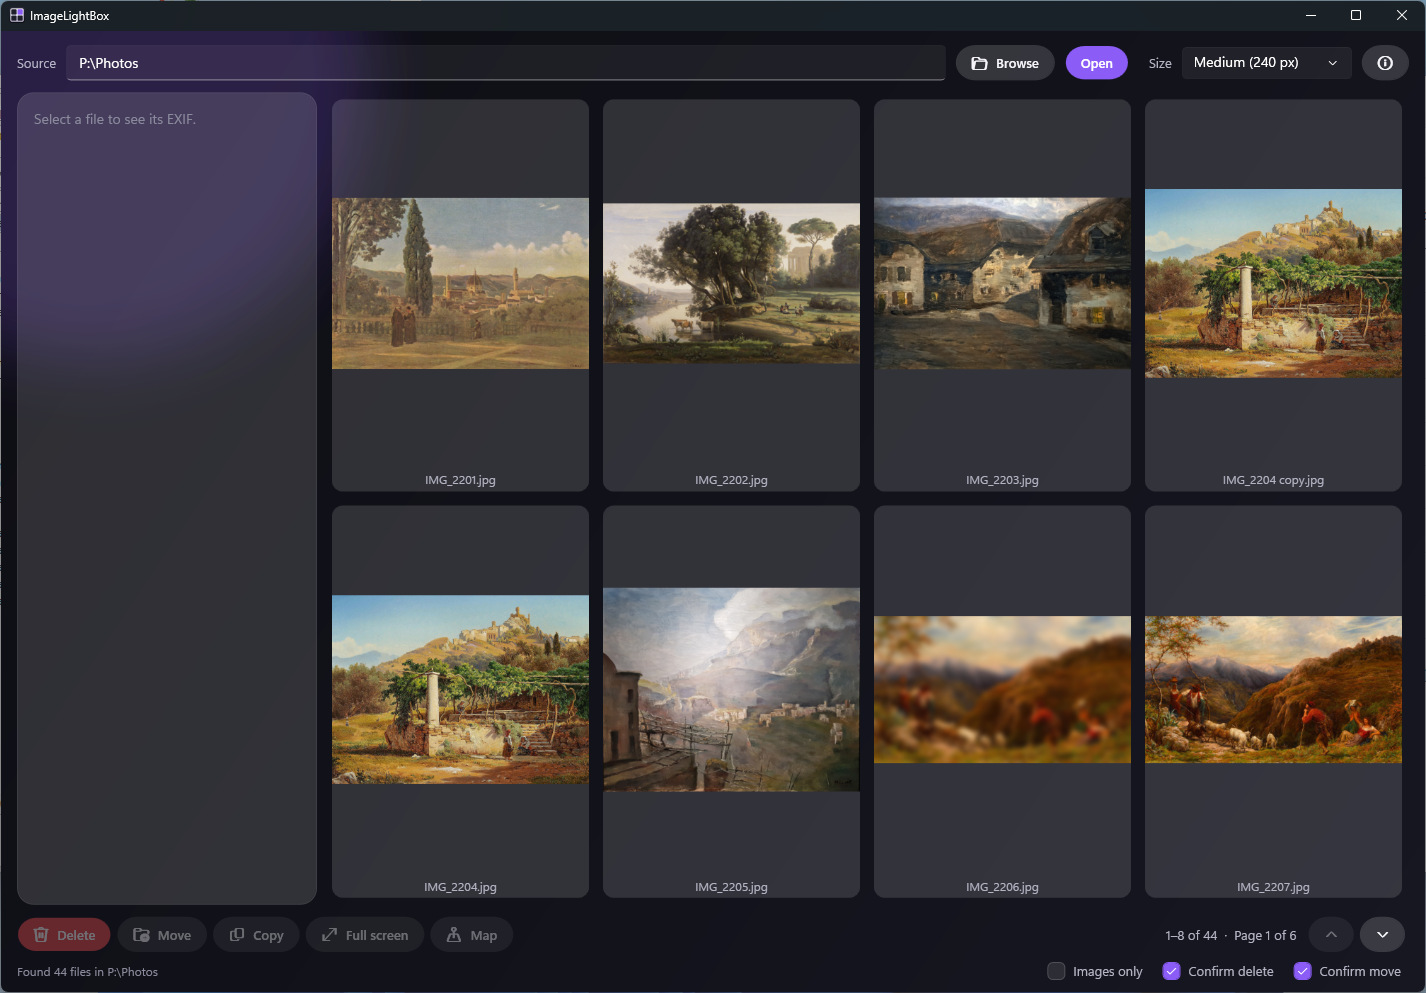 ImageLightBox
Source P:\Photos Browse Open Size Medium (240 px)
Select a file to see its EXIF.
IMG_2201.jpg
IMG_2202.jpg
IMG_2203.jpg
IMG_2204 copy.jpg
IMG_2204.jpg
IMG_2205.jpg
IMG_2206.jpg
IMG_2207.jpg
Delete Move Copy Full screen Map
1–8 of 44 · Page 1 of 6
Found 44 files in P:\Photos
Images only Confirm delete Confirm move